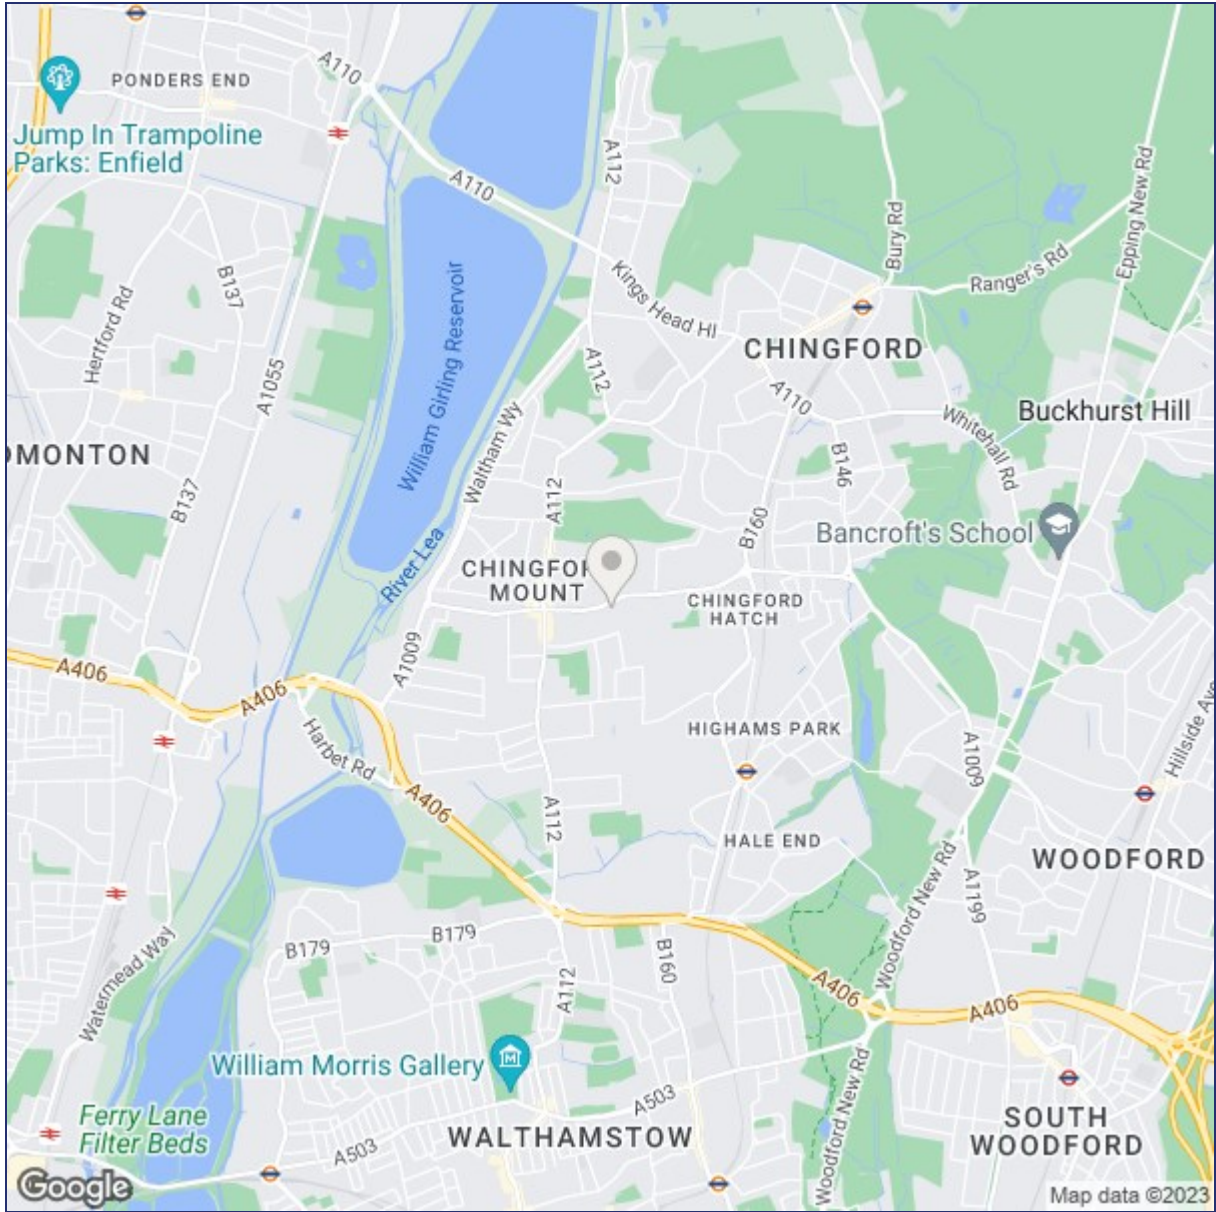 A110
PONDERS END
Jump In Trampoline
Parks: Enfield
A112
A110
Epping New Rd
Bury Rd
Ranger's Rd
B137
Hertford Rd
William Girling Reservoir
Kings Head Hl
CHINGFORD
A1055
A112
A110
Whitehall Rd
Buckhurst Hill
DMONTON
Waltham Wy
B146
B137
A112
B160
Bancroft's School
River Lea
CHINGFOR
MOUNT
CHINGFORD
HATCH
A1009
A406
A406
Harbet Rd
HIGHAMS PARK
A1009
Hillside Ave
A406
A112
HALE END
WOODFORD
Woodford New Rd
A1199
B179
B179
B160
Watermead Way
A112
A406
A406
William Morris Gallery
A503
Woodford New Rd
Ferry Lane
Filter Beds
A503
WALTHAMSTOW
SOUTH
WOODFORD
Google
Map data ©2023